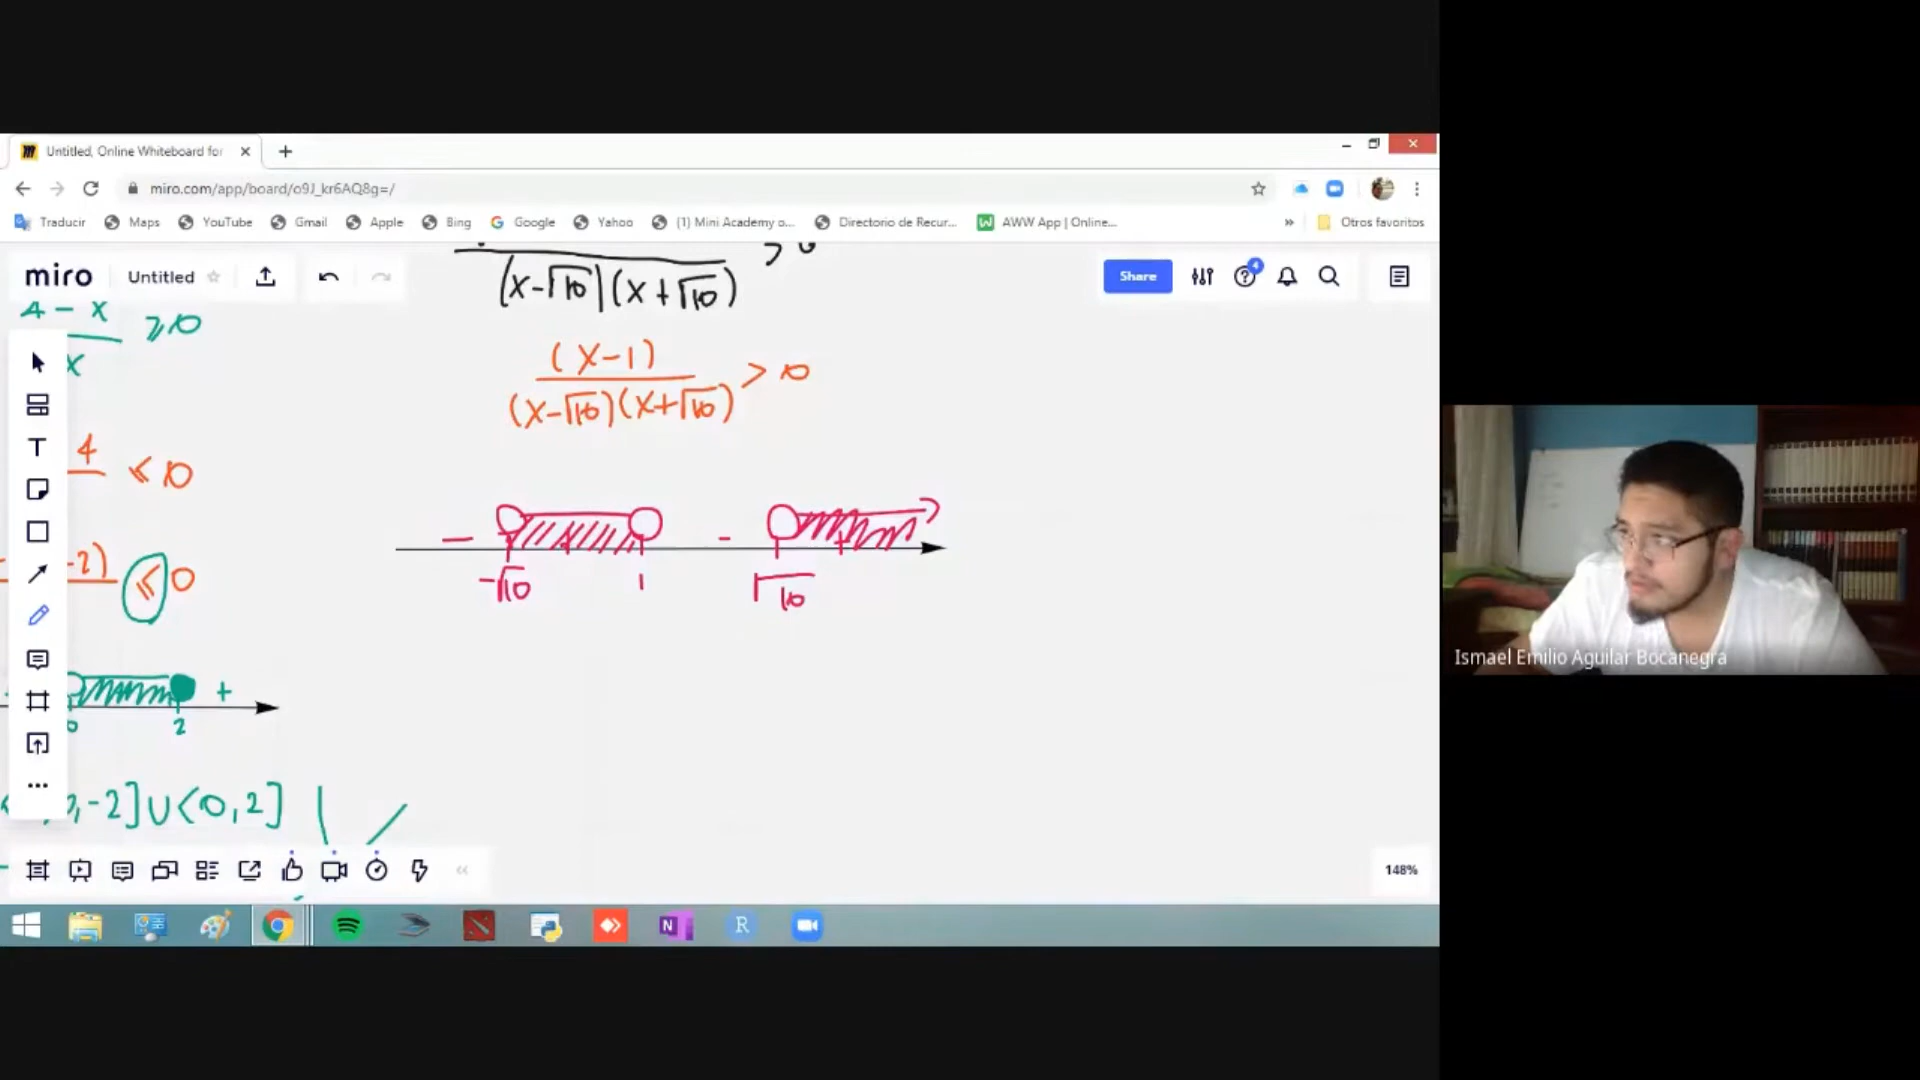 Untitled, Online Whiteboard for
miro.com/app/board/o9J_kr6AQ8g=/
Traducir Maps YouTube Gmail Apple Bing Google Yahoo (1) Mini Academy o... Directorio de Recur... AWW App | Online... » Otros favoritos
miro Untitled
Share
4
(x-√10)(x+√10)
4 - x
x
⩾0
(x-1)
(x-√10)(x+√10)
> 0
4
⩽ 0
-2)
⩽ 0
- - +
-√10 1 √10
+
0 2
,-2]∪<0,2]
148%
Ismael Emilio Aguilar Bocanegra